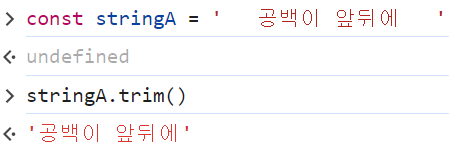 > const stringA = '   공백이 앞뒤에   '
undefined
> stringA.trim()
'공백이 앞뒤에'